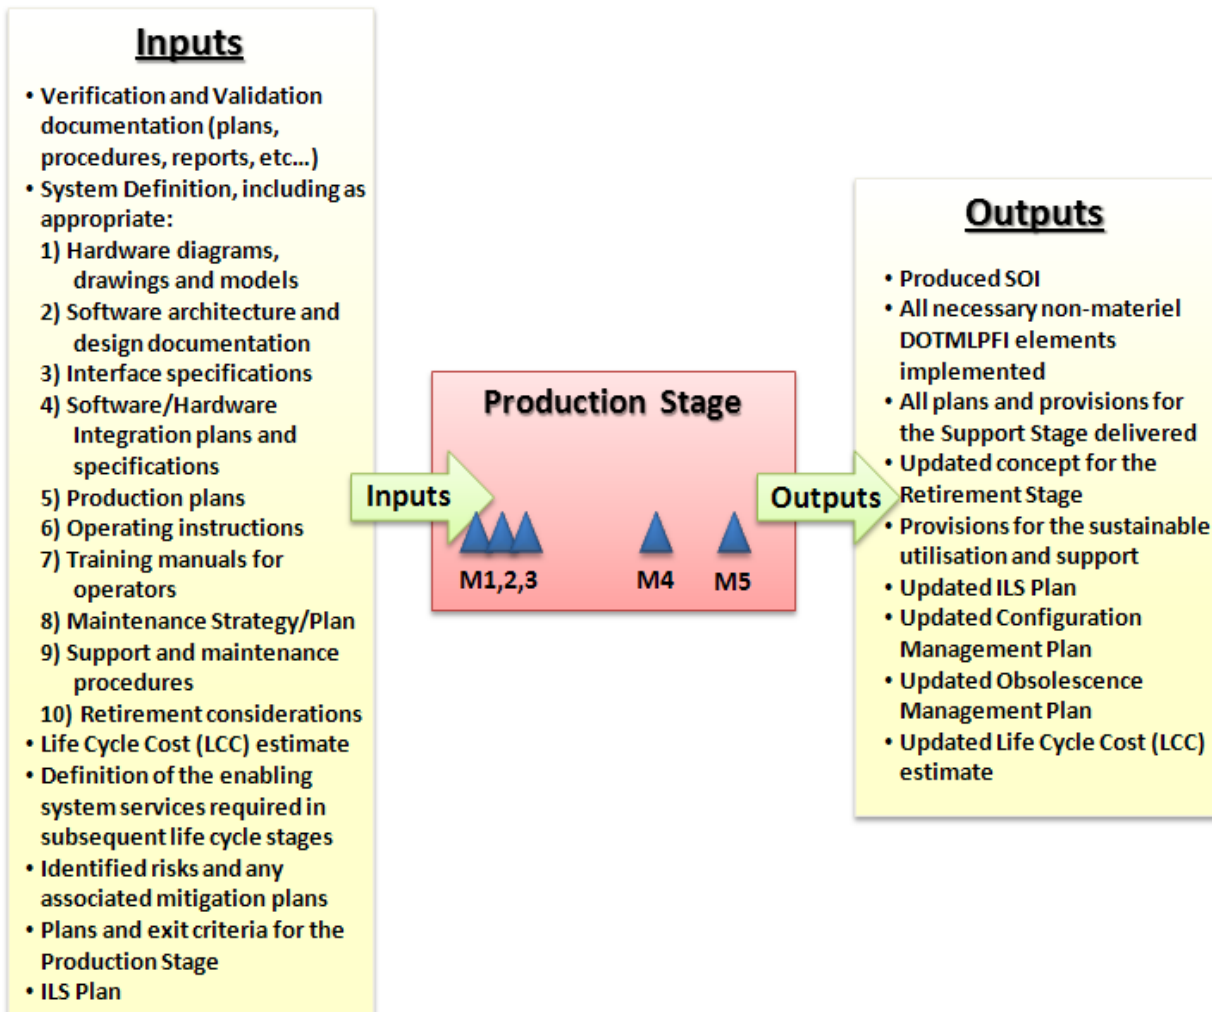 Inputs
• Verification and Validation
documentation (plans,
procedures, reports, etc...)
• System Definition, including as
appropriate:
1) Hardware diagrams,
drawings and models
2) Software architecture and
design documentation
3) Interface specifications
4) Software/Hardware
Integration plans and
specifications
5) Production plans
6) Operating instructions
7) Training manuals for
operators
8) Maintenance Strategy/Plan
9) Support and maintenance
procedures
10) Retirement considerations
• Life Cycle Cost (LCC) estimate
• Definition of the enabling
system services required in
subsequent life cycle stages
• Identified risks and any
associated mitigation plans
• Plans and exit criteria for the
Production Stage
• ILS Plan
Inputs
Production Stage
M1,2,3
M4
M5
Outputs
Outputs
• Produced SOI
• All necessary non-materiel
DOTMLPFI elements
implemented
• All plans and provisions for
the Support Stage delivered
• Updated concept for the
Retirement Stage
• Provisions for the sustainable
utilisation and support
• Updated ILS Plan
• Updated Configuration
Management Plan
• Updated Obsolescence
Management Plan
• Updated Life Cycle Cost (LCC)
estimate